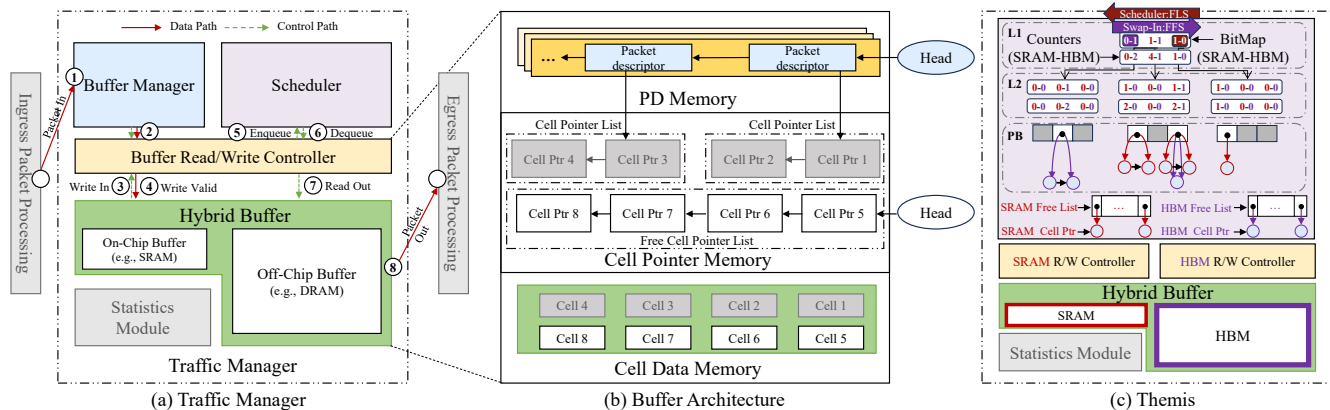 Data Path
Control Path
Ingress Packet Processing
Packet In
1
Buffer Manager
Scheduler
2
5
Enqueue
6
Dequeue
Buffer Read/Write Controller
Write In
3
4
Write Valid
7
Read Out
Hybrid Buffer
On-Chip Buffer
(e.g., SRAM)
Off-Chip Buffer
(e.g., DRAM)
Statistics
Module
Packet
Out
8
Egress Packet Processing
Traffic Manager
(a) Traffic Manager
...
Packet
descriptor
Packet
descriptor
Head
PD Memory
Cell Pointer List
Cell Pointer List
Cell Ptr 4
Cell Ptr 3
Cell Ptr 2
Cell Ptr 1
Cell Ptr 8
Cell Ptr 7
Cell Ptr 6
Cell Ptr 5
Head
Free Cell Pointer List
Cell Pointer Memory
Cell 4
Cell 3
Cell 2
Cell 1
Cell 8
Cell 7
Cell 6
Cell 5
Cell Data Memory
(b) Buffer Architecture
Scheduler:FLS
Swap-In:FFS
L1
Counters
(SRAM-HBM)
0-1 1-1 1-0
0-2 4-1 1-0
BitMap
(SRAM-HBM)
L2
0-0 0-1 0-0
1-0 0-0 1-1
1-0 0-0 0-0
0-0 0-2 0-0
2-0 0-0 2-1
1-0 0-0 0-0
PB
SRAM Free List
...
HBM Free List
...
SRAM Cell Ptr
HBM Cell Ptr
SRAM R/W Controller
HBM R/W Controller
Hybrid Buffer
SRAM
HBM
Statistics Module
(c) Themis